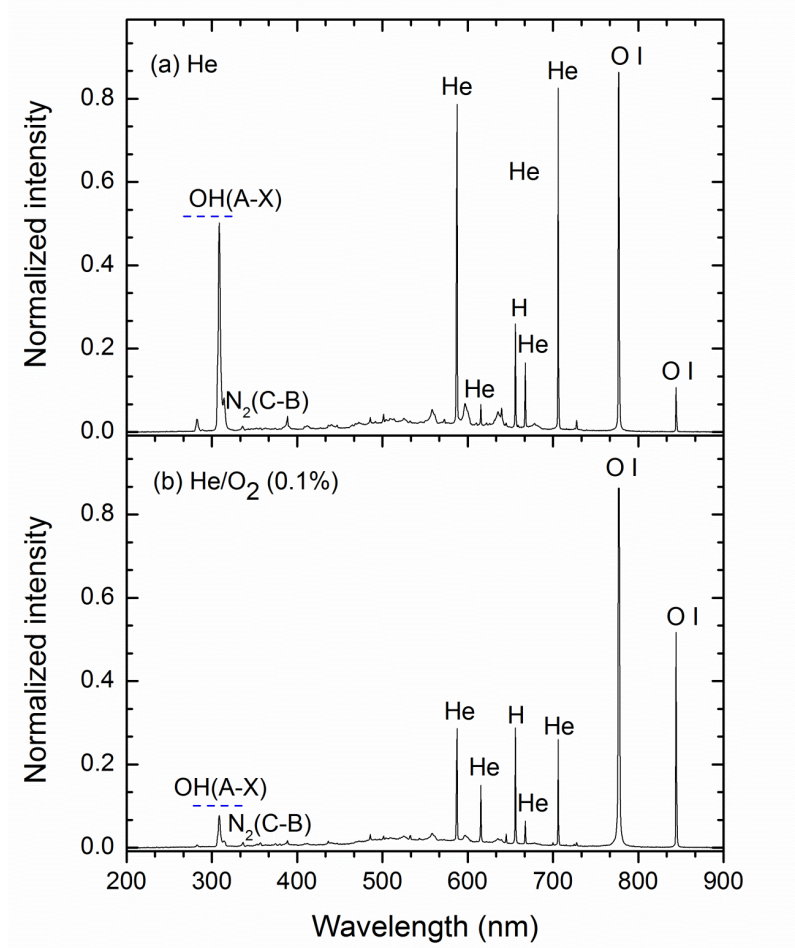 (a) He
Normalized intensity
0.8
0.6
0.4
0.2
0.0
OH(A-X)
N2(C-B)
He
He
He
H
He
He
O I
O I
(b) He/O2 (0.1%)
Normalized intensity
0.8
0.6
0.4
0.2
0.0
OH(A-X)
N2(C-B)
He
He
H
He
He
O I
O I
200 300 400 500 600 700 800 900
Wavelength (nm)